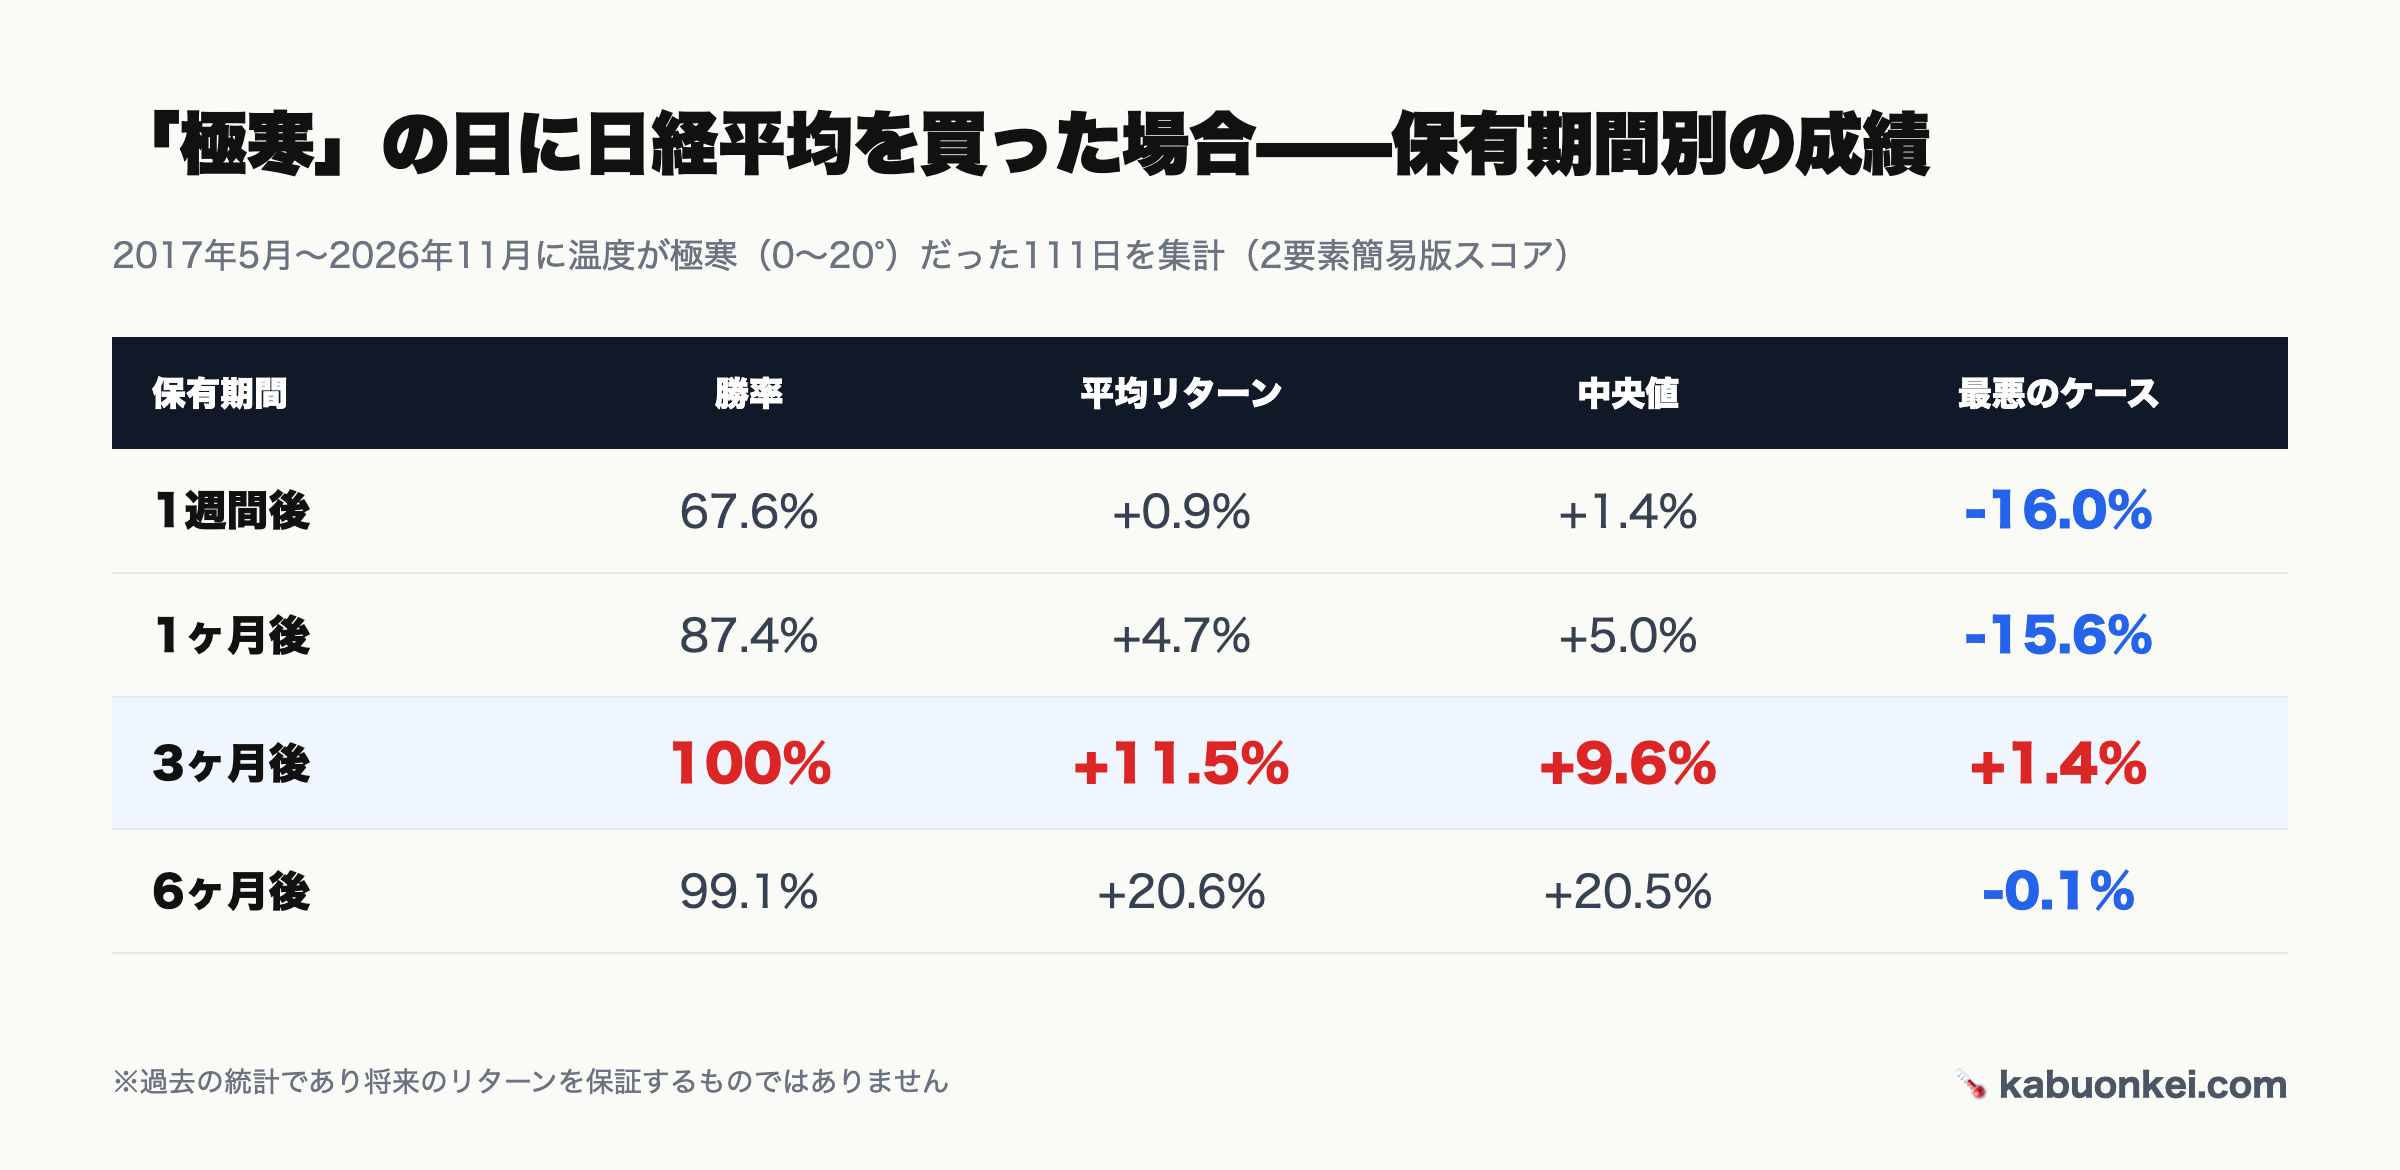 「極寒」の日に日経平均を買った場合——保有期間別の成績
2017年5月〜2026年11月に温度が極寒（0〜20°）だった111日を集計（2要素簡易版スコア）
保有期間 勝率 平均リターン 中央値 最悪のケース
1週間後 67.6% +0.9% +1.4% -16.0%
1ヶ月後 87.4% +4.7% +5.0% -15.6%
3ヶ月後 100% +11.5% +9.6% +1.4%
6ヶ月後 99.1% +20.6% +20.5% -0.1%
※過去の統計であり将来のリターンを保証するものではありません
kabuonkei.com